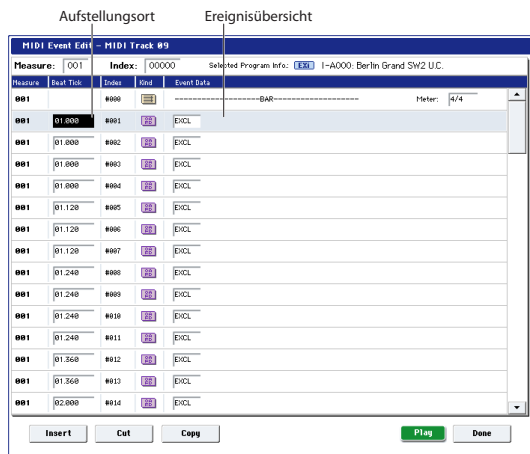 Aufstellungsort Ereignisübersicht
MIDI Event Edit - MIDI Track 09
Measure: 001 Index: 00000 Selected Program Info.: EXi I-A000: Berlin Grand SW2 U.C.
Measure Beat Tick Index Kind Event Data
001 #000 --------------------BAR-------------------- Meter: 4/4
001 01.000 #001 EXCL
001 01.000 #002 EXCL
001 01.000 #003 EXCL
001 01.000 #004 EXCL
001 01.120 #005 EXCL
001 01.120 #006 EXCL
001 01.120 #007 EXCL
001 01.240 #008 EXCL
001 01.240 #009 EXCL
001 01.240 #010 EXCL
001 01.240 #011 EXCL
001 01.360 #012 EXCL
001 01.360 #013 EXCL
001 02.000 #014 EXCL
Insert Cut Copy Play Done